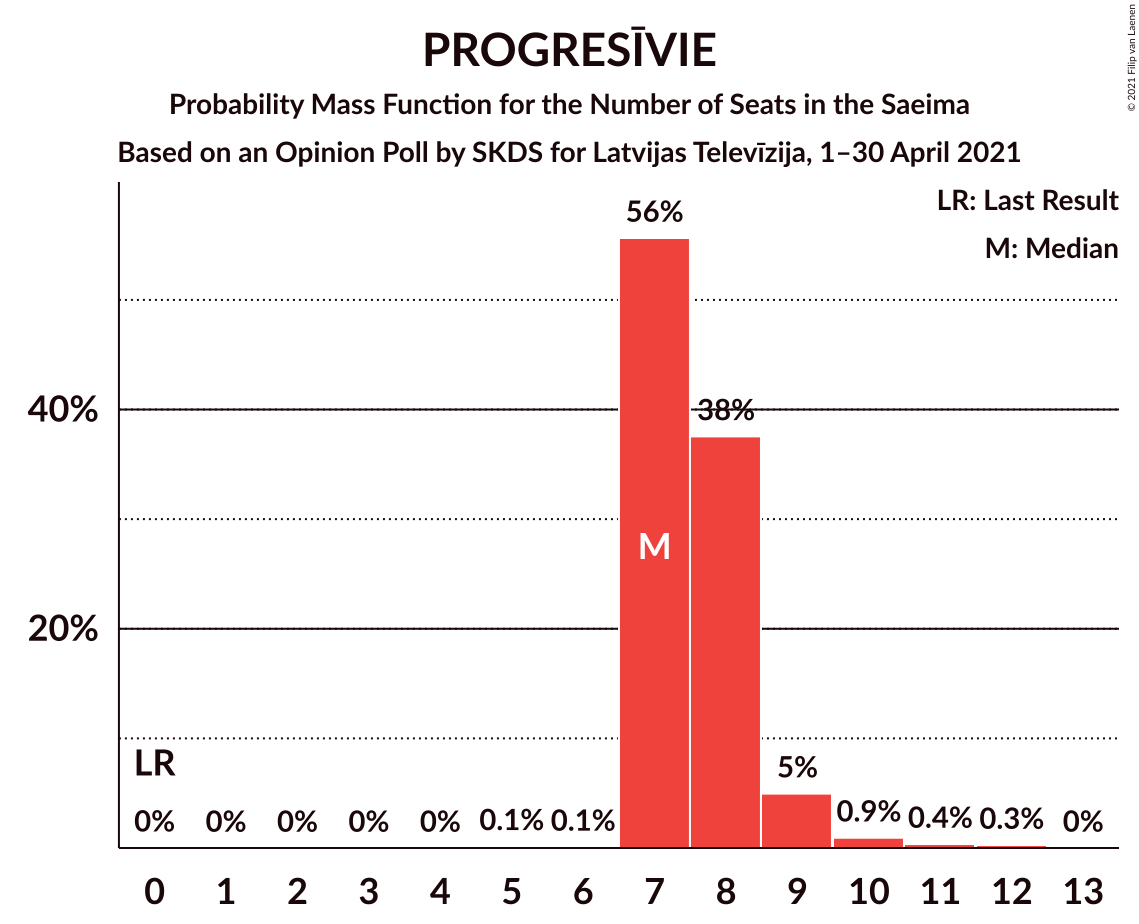 PROGRESĪVIE
Probability Mass Function for the Number of Seats in the Saeima
Based on an Opinion Poll by SKDS for Latvijas Televīzija, 1–30 April 2021
© 2021 Filip van Laenen
LR: Last Result
M: Median
56%
40%
38%
M
20%
LR
5%
0% 0% 0% 0% 0% 0.1% 0.1% 0.9% 0.4% 0.3% 0%
0 1 2 3 4 5 6 7 8 9 10 11 12 13